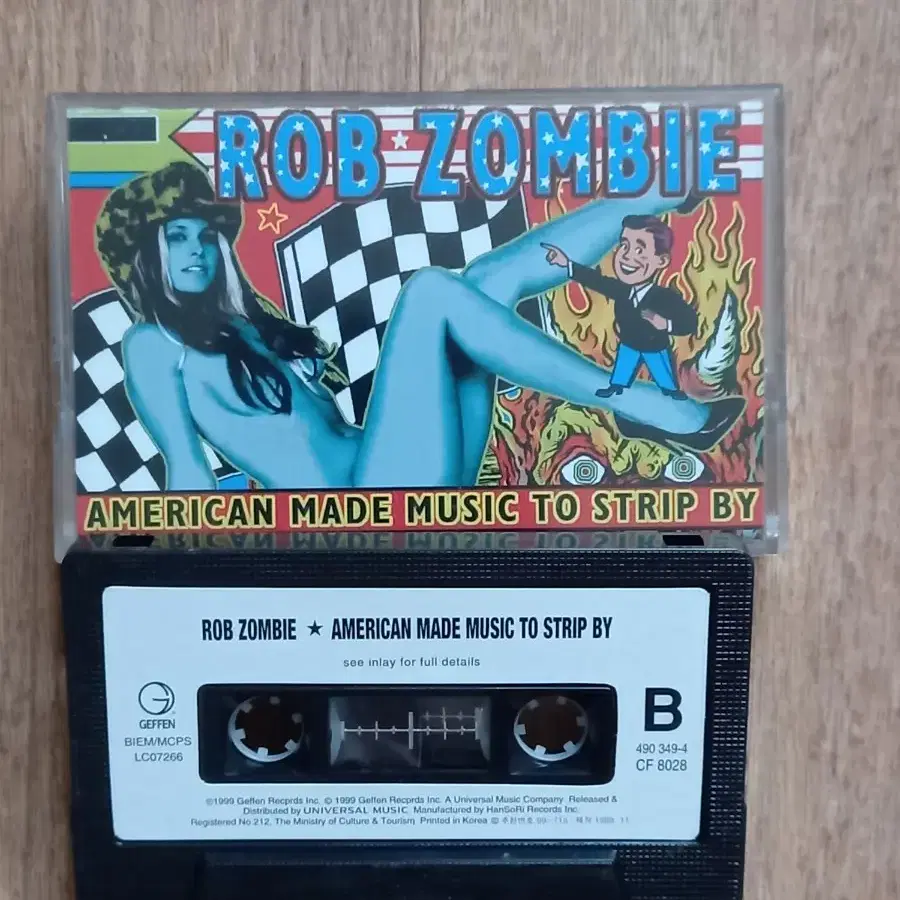 ROB ZOMBIE
AMERICAN MADE MUSIC TO STRIP BY
ROB ZOMBIE ★ AMERICAN MADE MUSIC TO STRIP BY
see inlay for full details
GEFFEN
BIEM/MCPS
LC07266
B
490 349-4
CF 8028
℗1999 Geffen Recprds Inc. © 1999 Geffen Recprds Inc. A Universal Music Company Released &
Distributed by UNIVERSAL MUSIC Manufactured by HanSoRi Records Inc.
Registered No.212, The Ministry of Culture & Tourism Printed in Korea